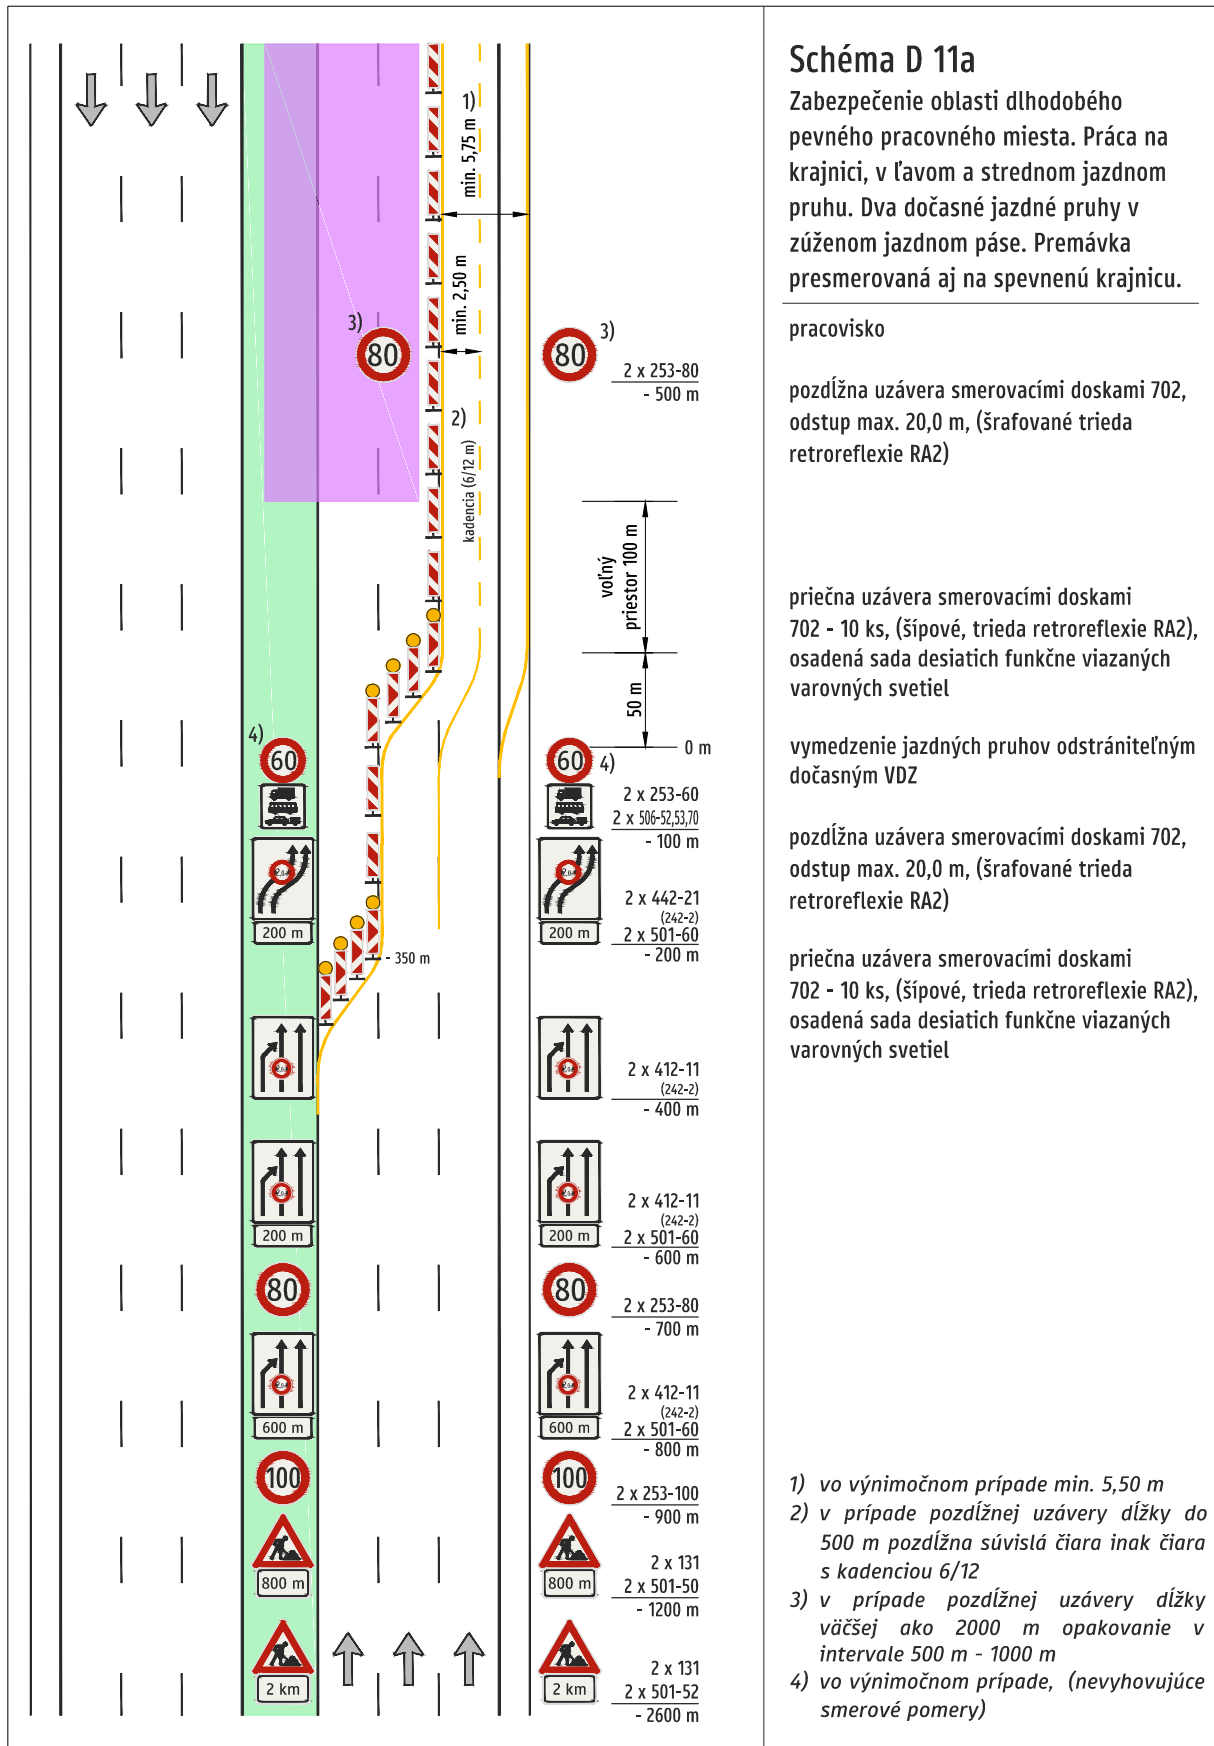 Schéma D 11a
Zabezpečenie oblasti dlhodobého
pevného pracovného miesta. Práca na
krajnici, v ľavom a strednom jazdnom
pruhu. Dva dočasné jazdné pruhy v
zúženom jazdnom páse. Premávka
presmerovaná aj na spevnenú krajnicu.
pracovisko
pozdĺžna uzávera smerovacími doskami 702,
odstup max. 20,0 m, (šrafované trieda
retroreflexie RA2)
priečna uzávera smerovacími doskami
702 - 10 ks, (šípové, trieda retroreflexie RA2),
osadená sada desiatich funkčne viazaných
varovných svetiel
vymedzenie jazdných pruhov odstrániteľným
dočasným VDZ
pozdĺžna uzávera smerovacími doskami 702,
odstup max. 20,0 m, (šrafované trieda
retroreflexie RA2)
priečna uzávera smerovacími doskami
702 - 10 ks, (šípové, trieda retroreflexie RA2),
osadená sada desiatich funkčne viazaných
varovných svetiel
1) vo výnimočnom prípade min. 5,50 m
2) v prípade pozdĺžnej uzávery dĺžky do
500 m pozdĺžna súvislá čiara inak čiara
s kadenciou 6/12
3) v prípade pozdĺžnej uzávery dĺžky
väčšej ako 2000 m opakovanie v
intervale 500 m - 1000 m
4) vo výnimočnom prípade, (nevyhovujúce
smerové pomery)
min. 5,75 m 1)
min. 2,50 m
3)
80
80
3)
2 x 253-80
- 500 m
2)
kadencia (6/12 m)
voľný
priestor 100 m
50 m
0 m
4)
60
60
4)
2 x 253-60
2 x 506-52,53,70
- 100 m
2 x 442-21
(242-2)
200 m
200 m
2 x 501-60
- 200 m
- 350 m
2 x 412-11
(242-2)
- 400 m
2 x 412-11
(242-2)
200 m
200 m
2 x 501-60
- 600 m
80
80
2 x 253-80
- 700 m
2 x 412-11
(242-2)
600 m
600 m
2 x 501-60
- 800 m
100
100
2 x 253-100
- 900 m
2 x 131
800 m
800 m
2 x 501-50
- 1200 m
2 x 131
2 km
2 km
2 x 501-52
- 2600 m